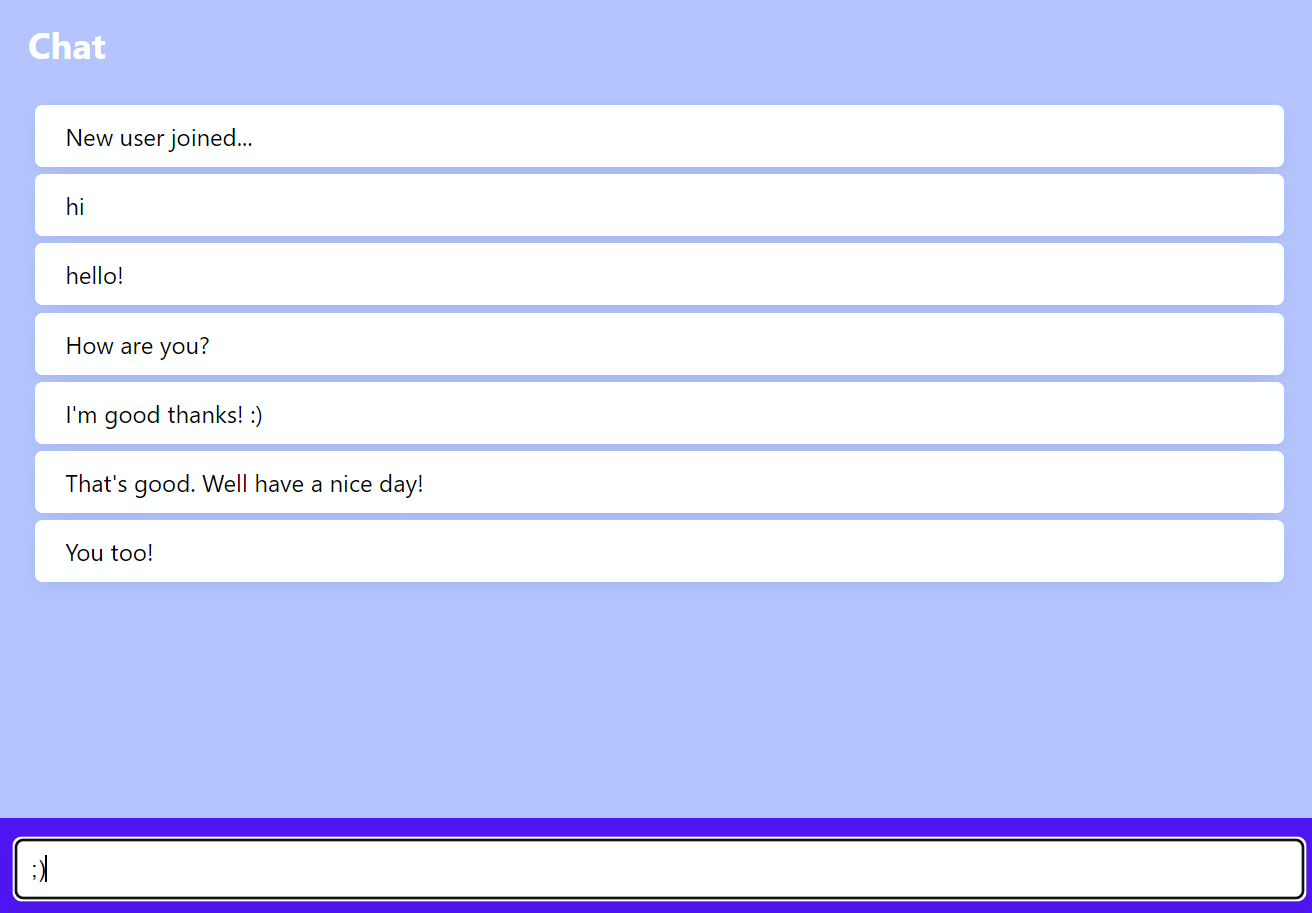 Chat
New user joined...
hi
hello!
How are you?
I'm good thanks! :)
That's good. Well have a nice day!
You too!
;)